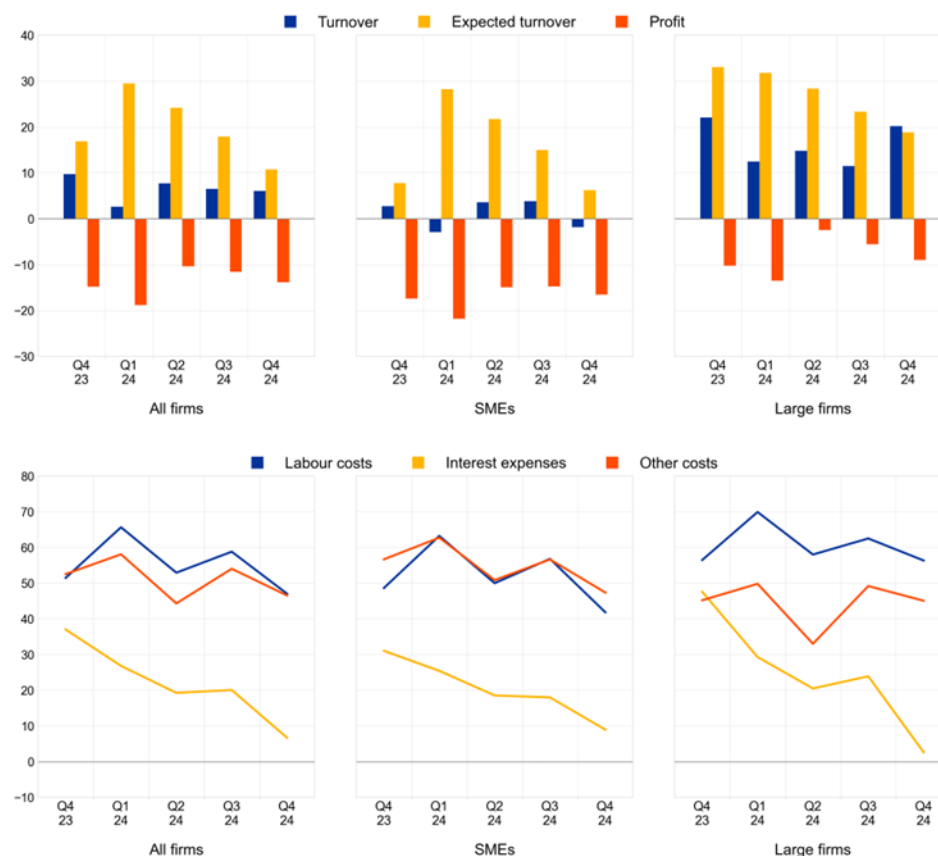 Turnover Expected turnover Profit
40
30
20
10
0
−10
−20
−30
Q4 Q1 Q2 Q3 Q4 Q4 Q1 Q2 Q3 Q4 Q4 Q1 Q2 Q3 Q4
23 24 24 24 24 23 24 24 24 24 23 24 24 24 24
All firms SMEs Large firms
Labour costs Interest expenses Other costs
80
70
60
50
40
30
20
10
0
−10
Q4 Q1 Q2 Q3 Q4 Q4 Q1 Q2 Q3 Q4 Q4 Q1 Q2 Q3 Q4
23 24 24 24 24 23 24 24 24 24 23 24 24 24 24
All firms SMEs Large firms